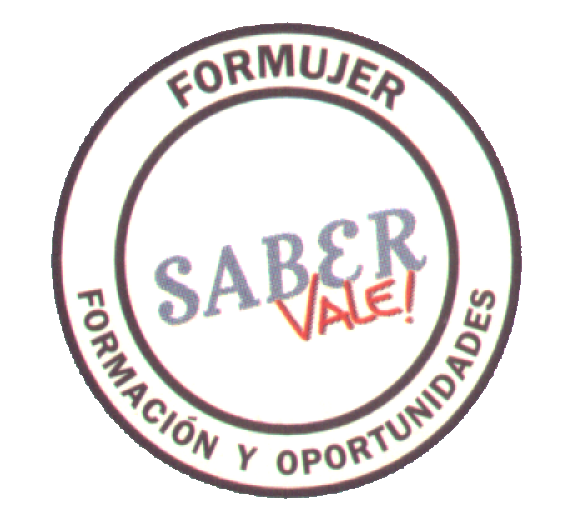 FORMUJER
SABER
VALE!
FORMACIÓN Y OPORTUNIDADES